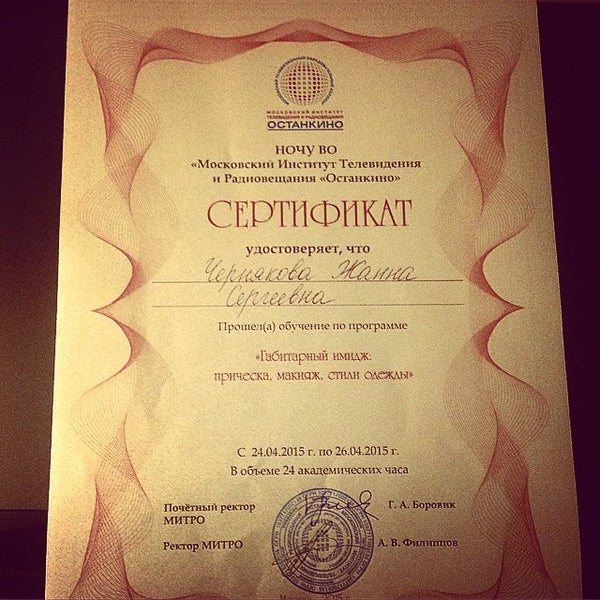 МОСКОВСКИЙ ИНСТИТУТ
ТЕЛЕВИДЕНИЯ И РАДИОВЕЩАНИЯ
ОСТАНКИНО
НОЧУ ВО
«Московский Институт Телевидения
и Радиовещания «Останкино»
СЕРТИФИКАТ
удостоверяет, что
Чернякова Жанна
Сергеевна
Прошел(а) обучение по программе
«Габитарный имидж:
прическа, макияж, стили одежды»
С 24.04.2015 г. по 26.04.2015 г.
В объеме 24 академических часа
Почётный ректор Г. А. Боровик
МИТРО
Ректор МИТРО А. В. Филиппов